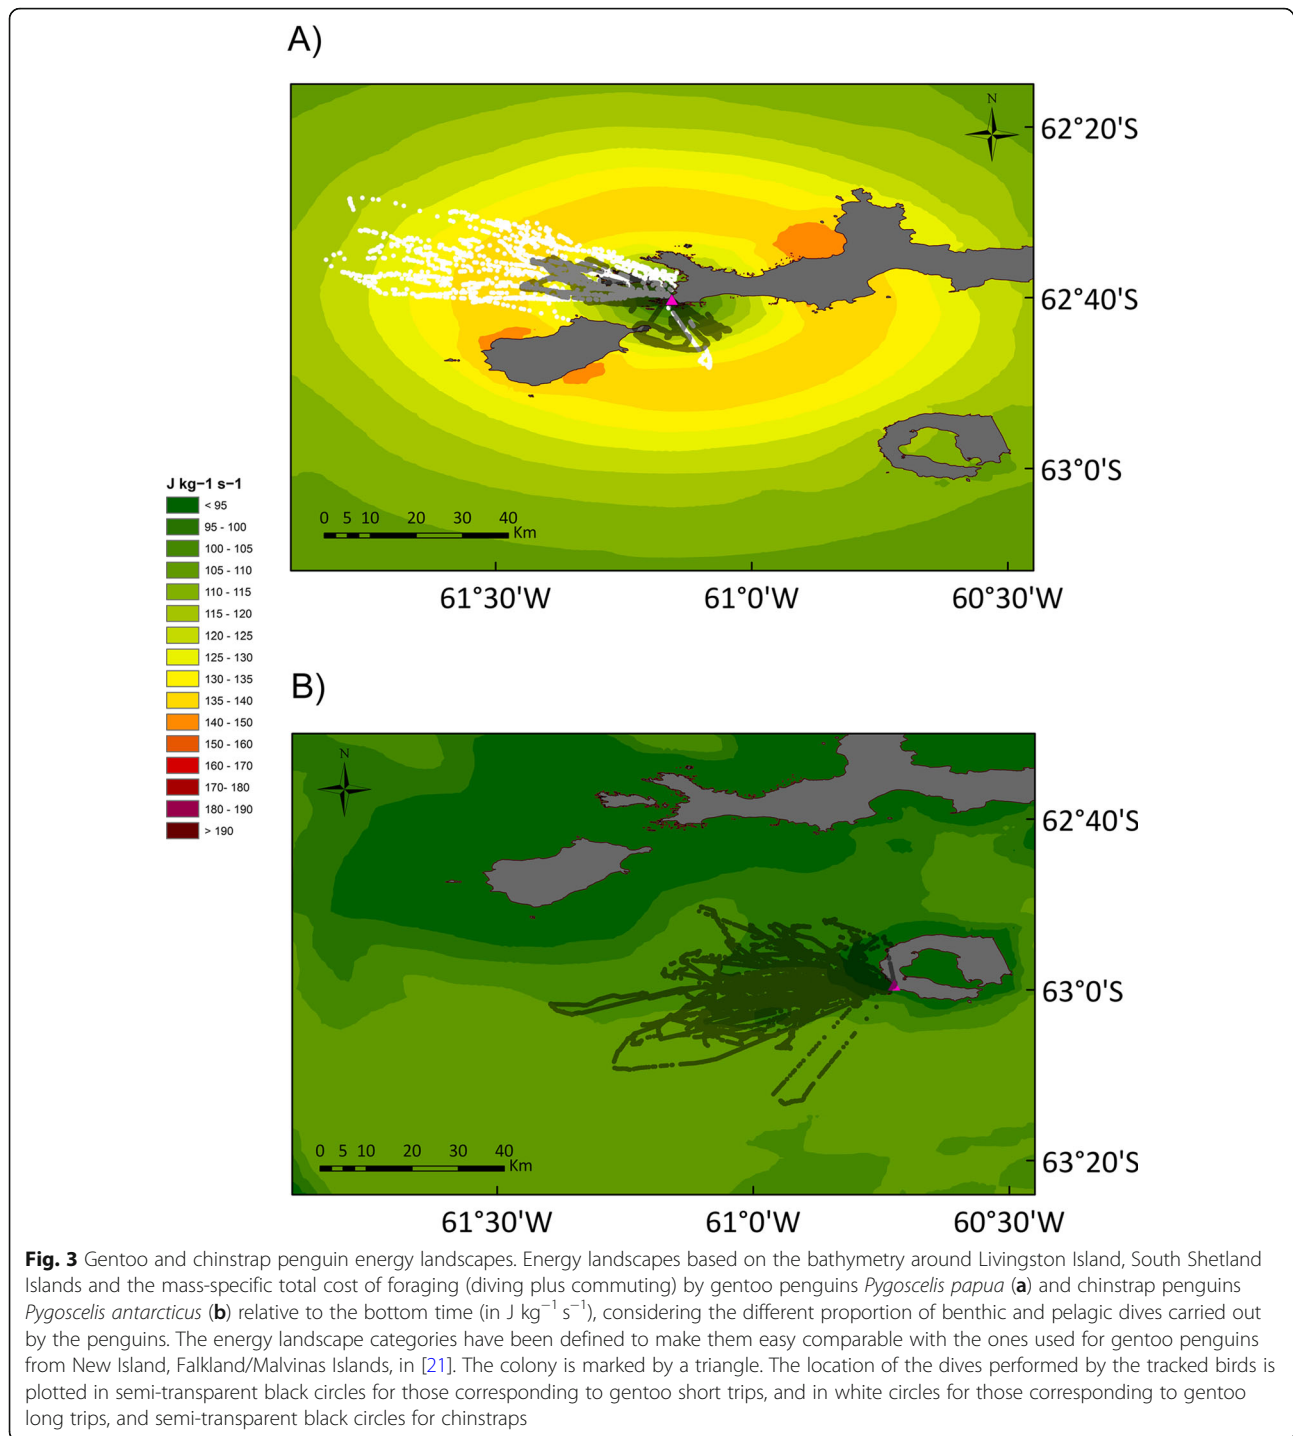 A)
N
62°20'S
62°40'S
63°0'S
0 5 10 20 30 40
Km
61°30'W 61°0'W 60°30'W
J kg−1 s−1
< 95
95 - 100
100 - 105
105 - 110
110 - 115
115 - 120
120 - 125
125 - 130
130 - 135
135 - 140
140 - 150
150 - 160
160 - 170
170- 180
180 - 190
> 190
B)
N
62°40'S
63°0'S
63°20'S
0 5 10 20 30 40
Km
61°30'W 61°0'W 60°30'W
Fig. 3 Gentoo and chinstrap penguin energy landscapes. Energy landscapes based on the bathymetry around Livingston Island, South Shetland
Islands and the mass-specific total cost of foraging (diving plus commuting) by gentoo penguins Pygoscelis papua (a) and chinstrap penguins
Pygoscelis antarcticus (b) relative to the bottom time (in J kg⁻¹ s⁻¹), considering the different proportion of benthic and pelagic dives carried out
by the penguins. The energy landscape categories have been defined to make them easy comparable with the ones used for gentoo penguins
from New Island, Falkland/Malvinas Islands, in [21]. The colony is marked by a triangle. The location of the dives performed by the tracked birds is
plotted in semi-transparent black circles for those corresponding to gentoo short trips, and in white circles for those corresponding to gentoo
long trips, and semi-transparent black circles for chinstraps